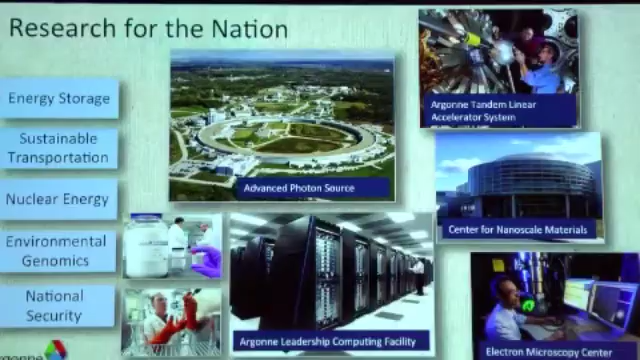 Research for the Nation
Energy Storage
Sustainable
Transportation
Nuclear Energy
Environmental
Genomics
National
Security
Advanced Photon Source
Argonne Tandem Linear
Accelerator System
Center for Nanoscale Materials
Argonne Leadership Computing Facility
Electron Microscopy Center